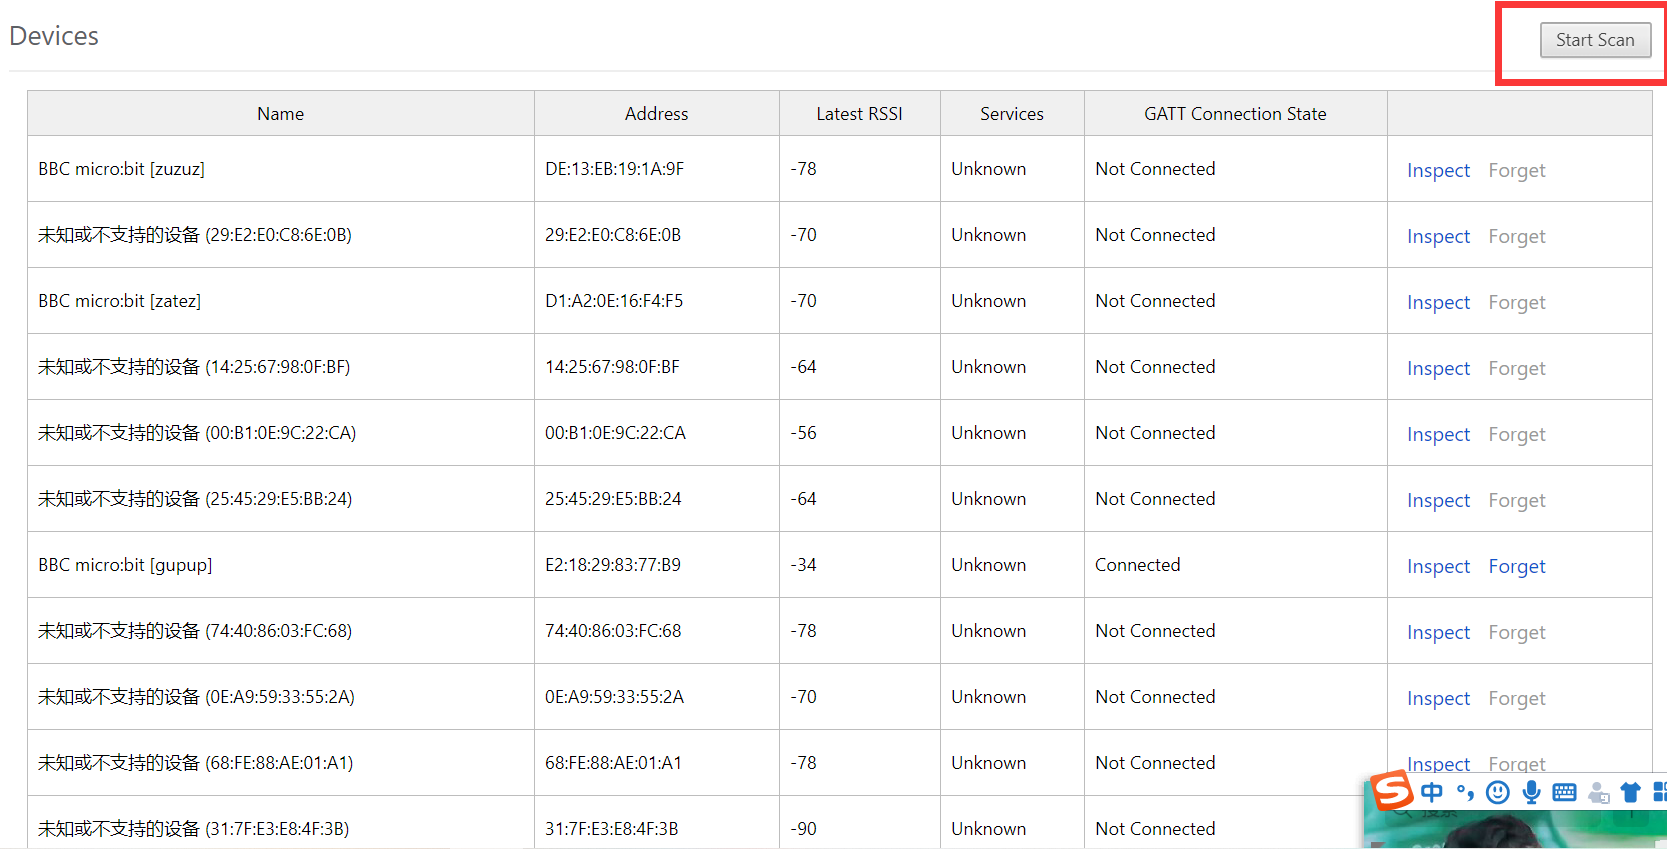 Devices
Start Scan
Name Address Latest RSSI Services GATT Connection State
BBC micro:bit [zuzuz] DE:13:EB:19:1A:9F -78 Unknown Not Connected Inspect Forget
未知或不支持的设备 (29:E2:E0:C8:6E:0B) 29:E2:E0:C8:6E:0B -70 Unknown Not Connected Inspect Forget
BBC micro:bit [zatez] D1:A2:0E:16:F4:F5 -70 Unknown Not Connected Inspect Forget
未知或不支持的设备 (14:25:67:98:0F:BF) 14:25:67:98:0F:BF -64 Unknown Not Connected Inspect Forget
未知或不支持的设备 (00:B1:0E:9C:22:CA) 00:B1:0E:9C:22:CA -56 Unknown Not Connected Inspect Forget
未知或不支持的设备 (25:45:29:E5:BB:24) 25:45:29:E5:BB:24 -64 Unknown Not Connected Inspect Forget
BBC micro:bit [gupup] E2:18:29:83:77:B9 -34 Unknown Connected Inspect Forget
未知或不支持的设备 (74:40:86:03:FC:68) 74:40:86:03:FC:68 -78 Unknown Not Connected Inspect Forget
未知或不支持的设备 (0E:A9:59:33:55:2A) 0E:A9:59:33:55:2A -70 Unknown Not Connected Inspect Forget
未知或不支持的设备 (68:FE:88:AE:01:A1) 68:FE:88:AE:01:A1 -78 Unknown Not Connected Inspect Forget
中
未知或不支持的设备 (31:7F:E3:E8:4F:3B) 31:7F:E3:E8:4F:3B -90 Unknown Not Connected